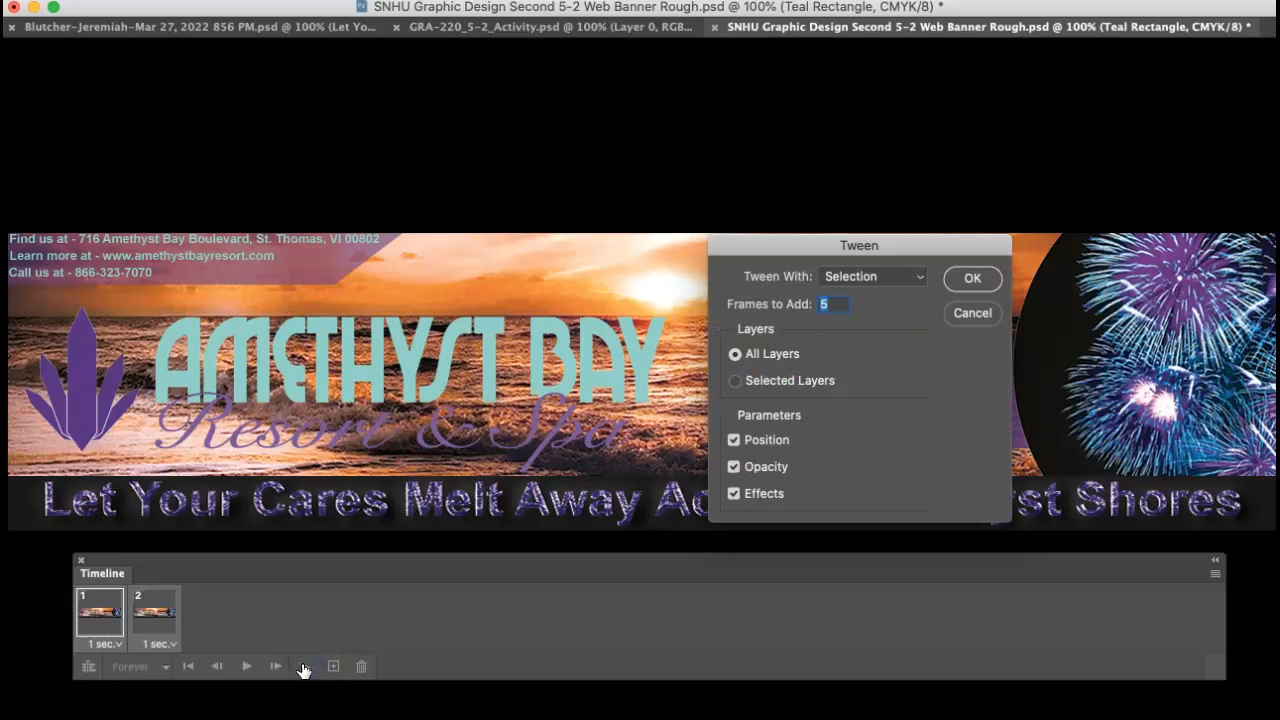 SNHU Graphic Design Second 5-2 Web Banner Rough.psd @ 100% (Teal Rectangle, CMYK/8) *
Blutcher-Jeremiah-Mar 27, 2022 856 PM.psd @ 100% (Let Yo...
GRA-220_5-2_Activity.psd @ 100% (Layer 0, RGB...
SNHU Graphic Design Second 5-2 Web Banner Rough.psd @ 100% (Teal Rectangle, CMYK/8) *
Find us at - 716 Amethyst Bay Boulevard, St. Thomas, VI 00802
Learn more at - www.amethystbayresort.com
Call us at - 866-323-7070
AMETHYST BAY
Resort & Spa
Let Your Cares Melt Away Ac
yst Shores
Tween
Tween With: Selection
OK
Frames to Add: 5
Cancel
Layers
All Layers
Selected Layers
Parameters
Position
Opacity
Effects
Timeline
1
2
1 sec.
1 sec.
Forever